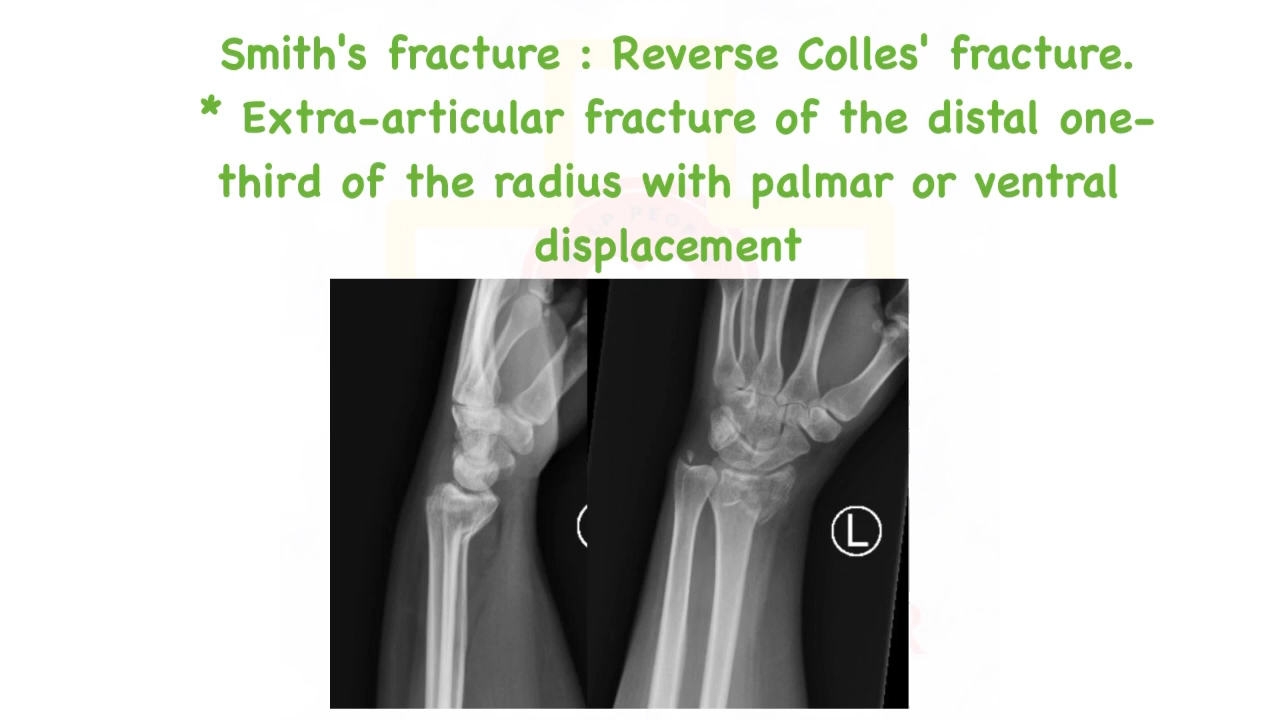 Smith's fracture : Reverse Colles' fracture.
* Extra-articular fracture of the distal one-
third of the radius with palmar or ventral
displacement
L